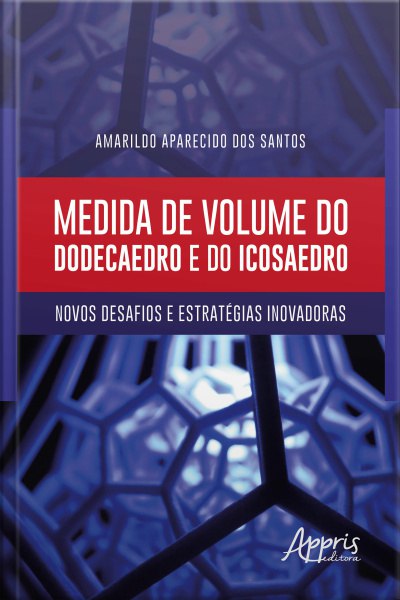 AMARILDO APARECIDO DOS SANTOS
MEDIDA DE VOLUME DO
DODECAEDRO E DO ICOSAEDRO
NOVOS DESAFIOS E ESTRATÉGIAS INOVADORAS
Appris
editora